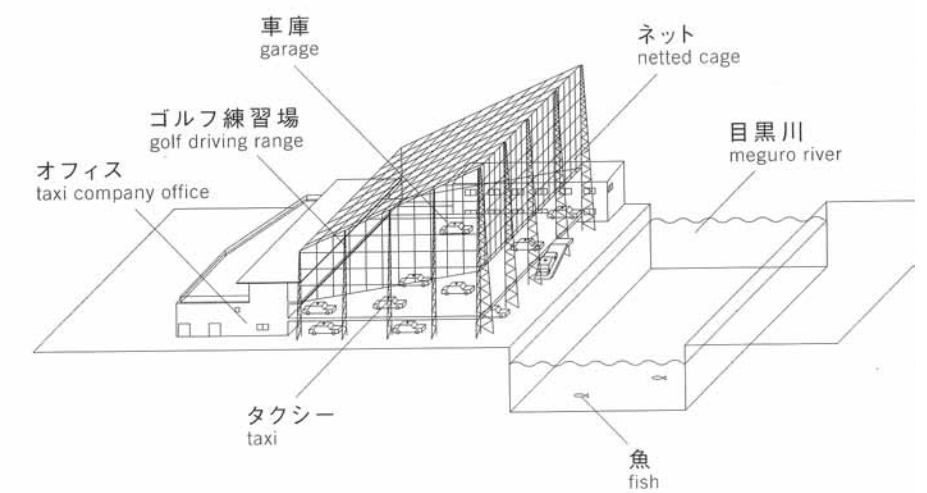 車庫
garage
ネット
netted cage
ゴルフ練習場
golf driving range
目黒川
meguro river
オフィス
taxi company office
タクシー
taxi
魚
fish